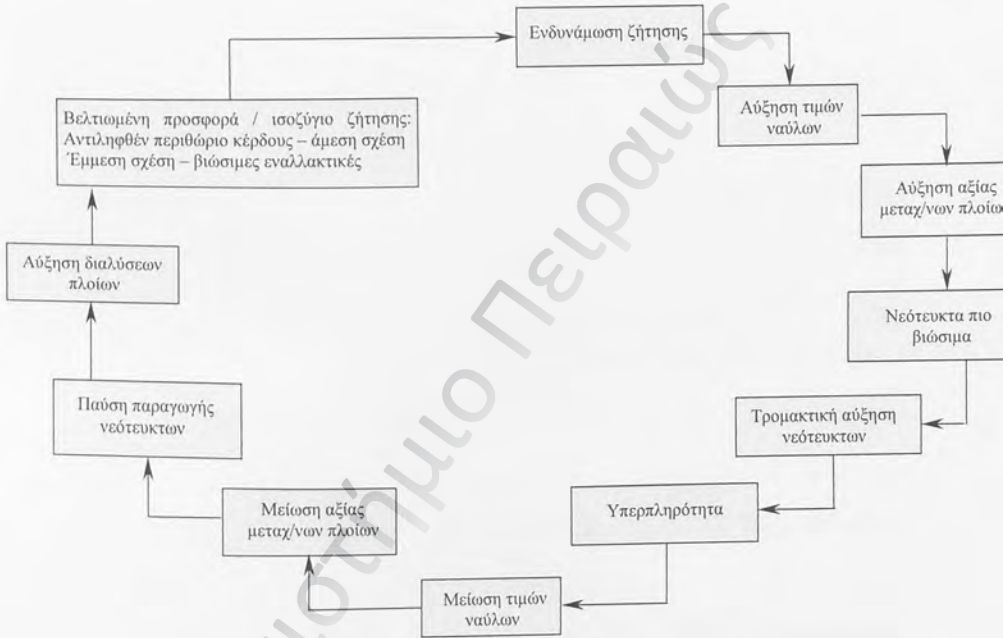 Ενδυνάμωση ζήτησης
Αύξηση τιμών
ναύλων
Αύξηση αξίας
μεταχ/νων πλοίων
Νεότευκτα πιο
βιώσιμα
Τρομακτική αύξηση
νεότευκτων
Υπερπληρότητα
Μείωση τιμών
ναύλων
Μείωση αξίας
μεταχ/νων πλοίων
Παύση παραγωγής
νεότευκτων
Αύξηση διαλύσεων
πλοίων
Βελτιωμένη προσφορά / ισοζύγιο ζήτησης:
Αντιληφθέν περιθώριο κέρδους – άμεση σχέση
Έμμεση σχέση – βιώσιμες εναλλακτικές
Πειραιώς